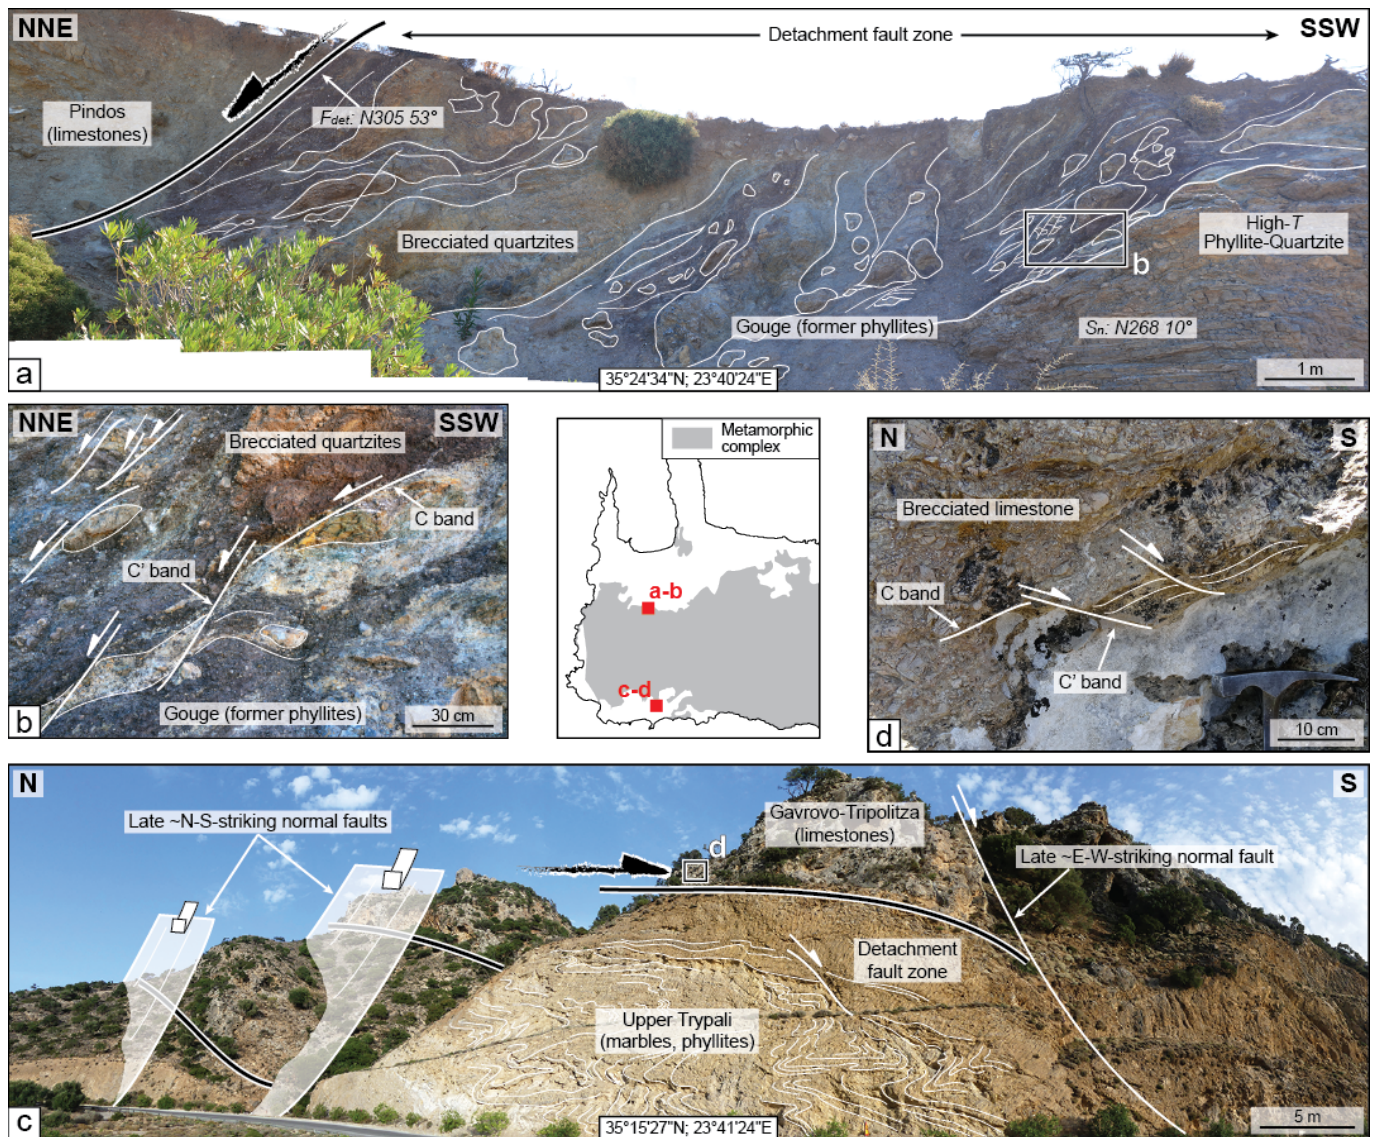 NNE
Detachment fault zone
SSW
Pindos
(limestones)
Fdet: N305 53°
Brecciated quartzites
High-T
Phyllite-Quartzite
b
Gouge (former phyllites)
Sn: N268 10°
a
35°24'34"N; 23°40'24"E
1 m
NNE
SSW
Brecciated quartzites
C band
C' band
Gouge (former phyllites)
b
30 cm
Metamorphic
complex
a-b
c-d
N
S
Brecciated limestone
C band
C' band
d
10 cm
N
S
Late ~N-S-striking normal faults
Gavrovo-Tripolitza
(limestones)
d
Late ~E-W-striking normal fault
Detachment
fault zone
Upper Trypali
(marbles, phyllites)
c
35°15'27"N; 23°41'24"E
5 m